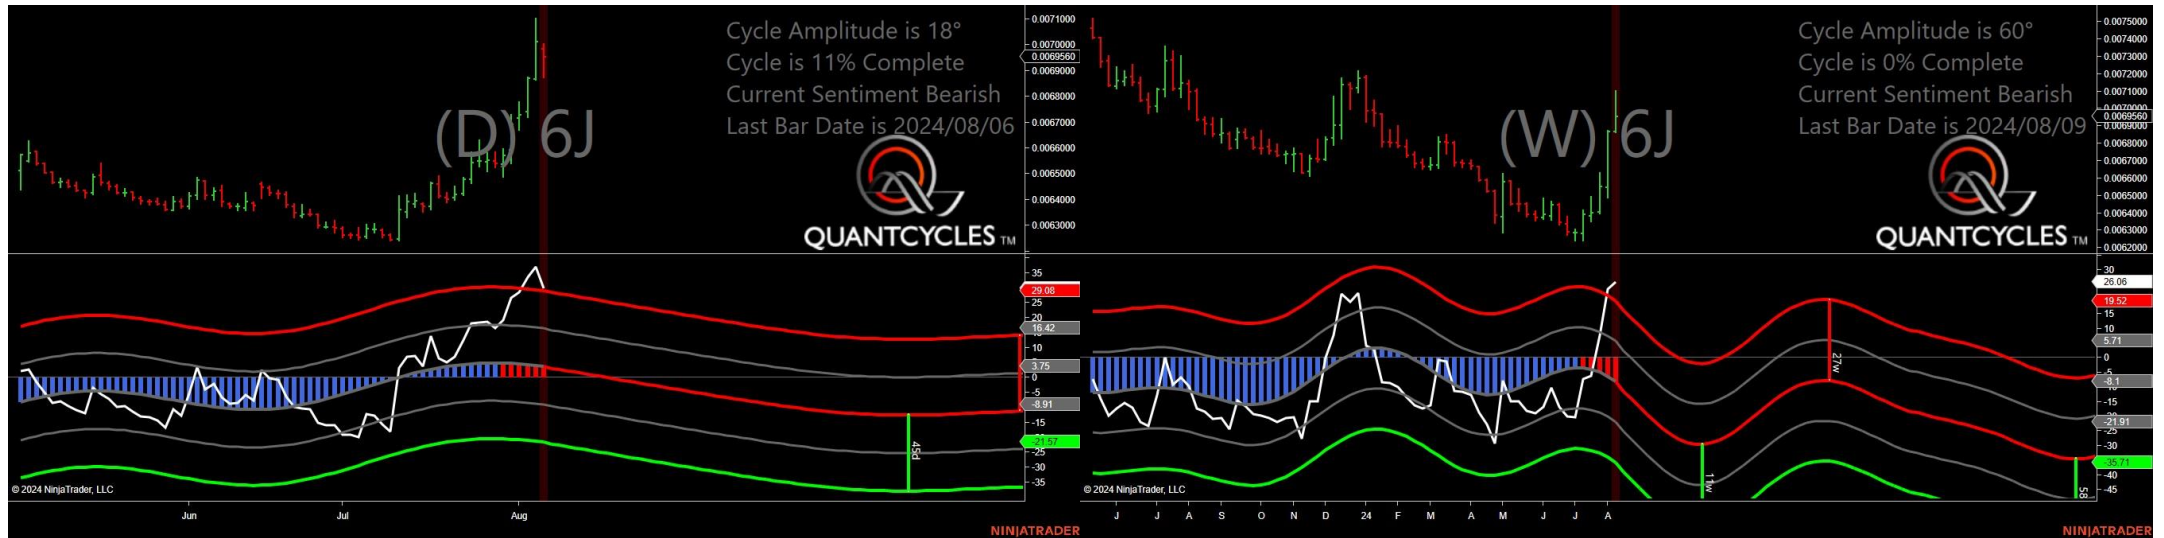 Cycle Amplitude is 18°
Cycle is 11% Complete
Current Sentiment Bearish
Last Bar Date is 2024/08/06
(D) 6J
QUANTCYCLES TM
0.0071000
0.0070000
0.0069560
0.0069000
0.0068000
0.0067000
0.0066000
0.0065000
0.0064000
0.0063000
35
29.08
25
20
16.42
10
3.75
0
-5
-8.91
-15
-21.57
-25
-30
-35
45d
© 2024 NinjaTrader, LLC
Jun
Jul
Aug
NINJATRADER
Cycle Amplitude is 60°
Cycle is 0% Complete
Current Sentiment Bearish
Last Bar Date is 2024/08/09
(W) 6J
QUANTCYCLES TM
0.0075000
0.0074000
0.0073000
0.0072000
0.0071000
0.0070000
0.0069560
0.0069000
0.0068000
0.0067000
0.0066000
0.0065000
0.0064000
0.0063000
0.0062000
30
26.06
19.52
15
10
5.71
0
-5
-8.1
-15
-21.91
-25
-30
-35.71
-40
-45
27w
11w
58
© 2024 NinjaTrader, LLC
J
J
A
S
O
N
D
24
F
M
A
M
J
J
A
NINJATRADER